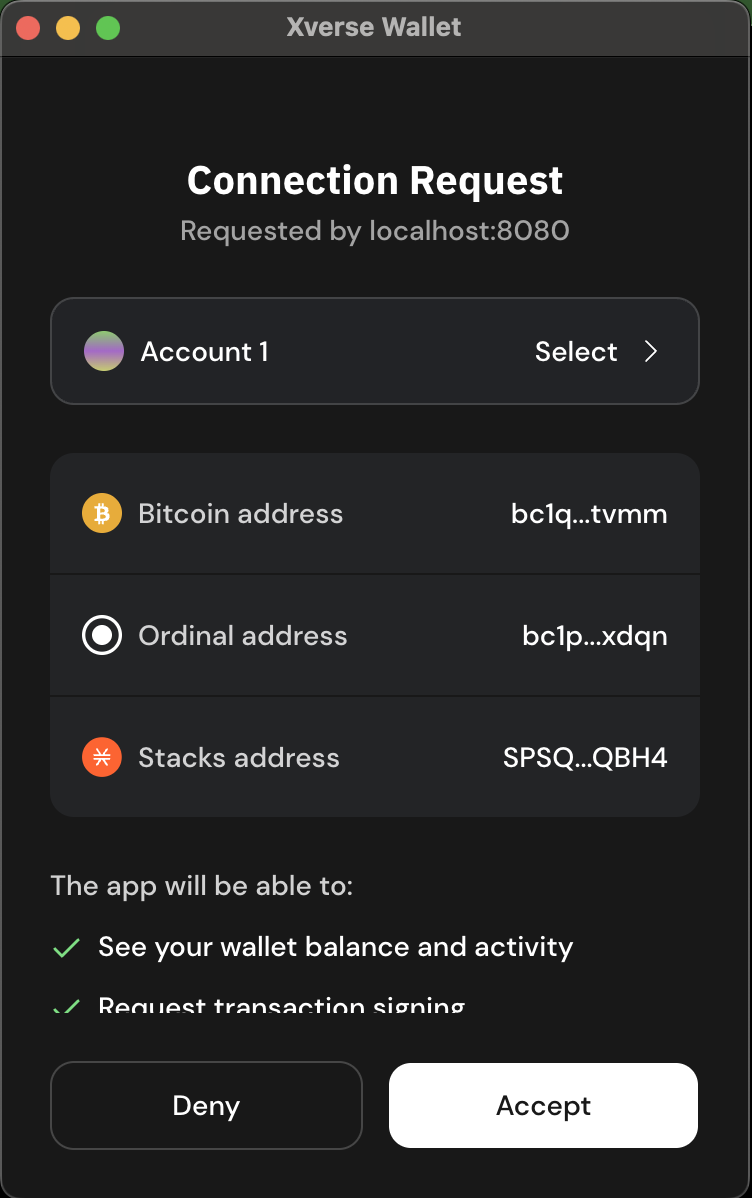 Xverse Wallet
Connection Request
Requested by localhost:8080
Account 1 Select
Bitcoin address bc1q...tvmm
Ordinal address bc1p...xdqn
Stacks address SPSQ...QBH4
The app will be able to:
See your wallet balance and activity
Request transaction signing
Deny Accept